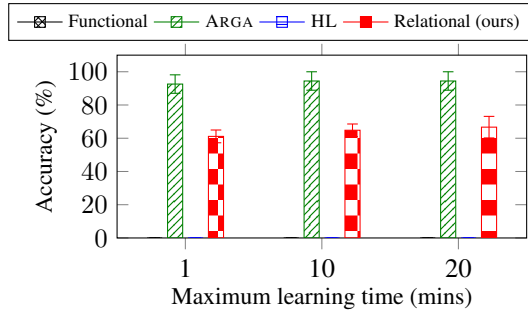 Functional ARGA HL Relational (ours)
100
80
60
40
20
0
Accuracy (%)
1 10 20
Maximum learning time (mins)